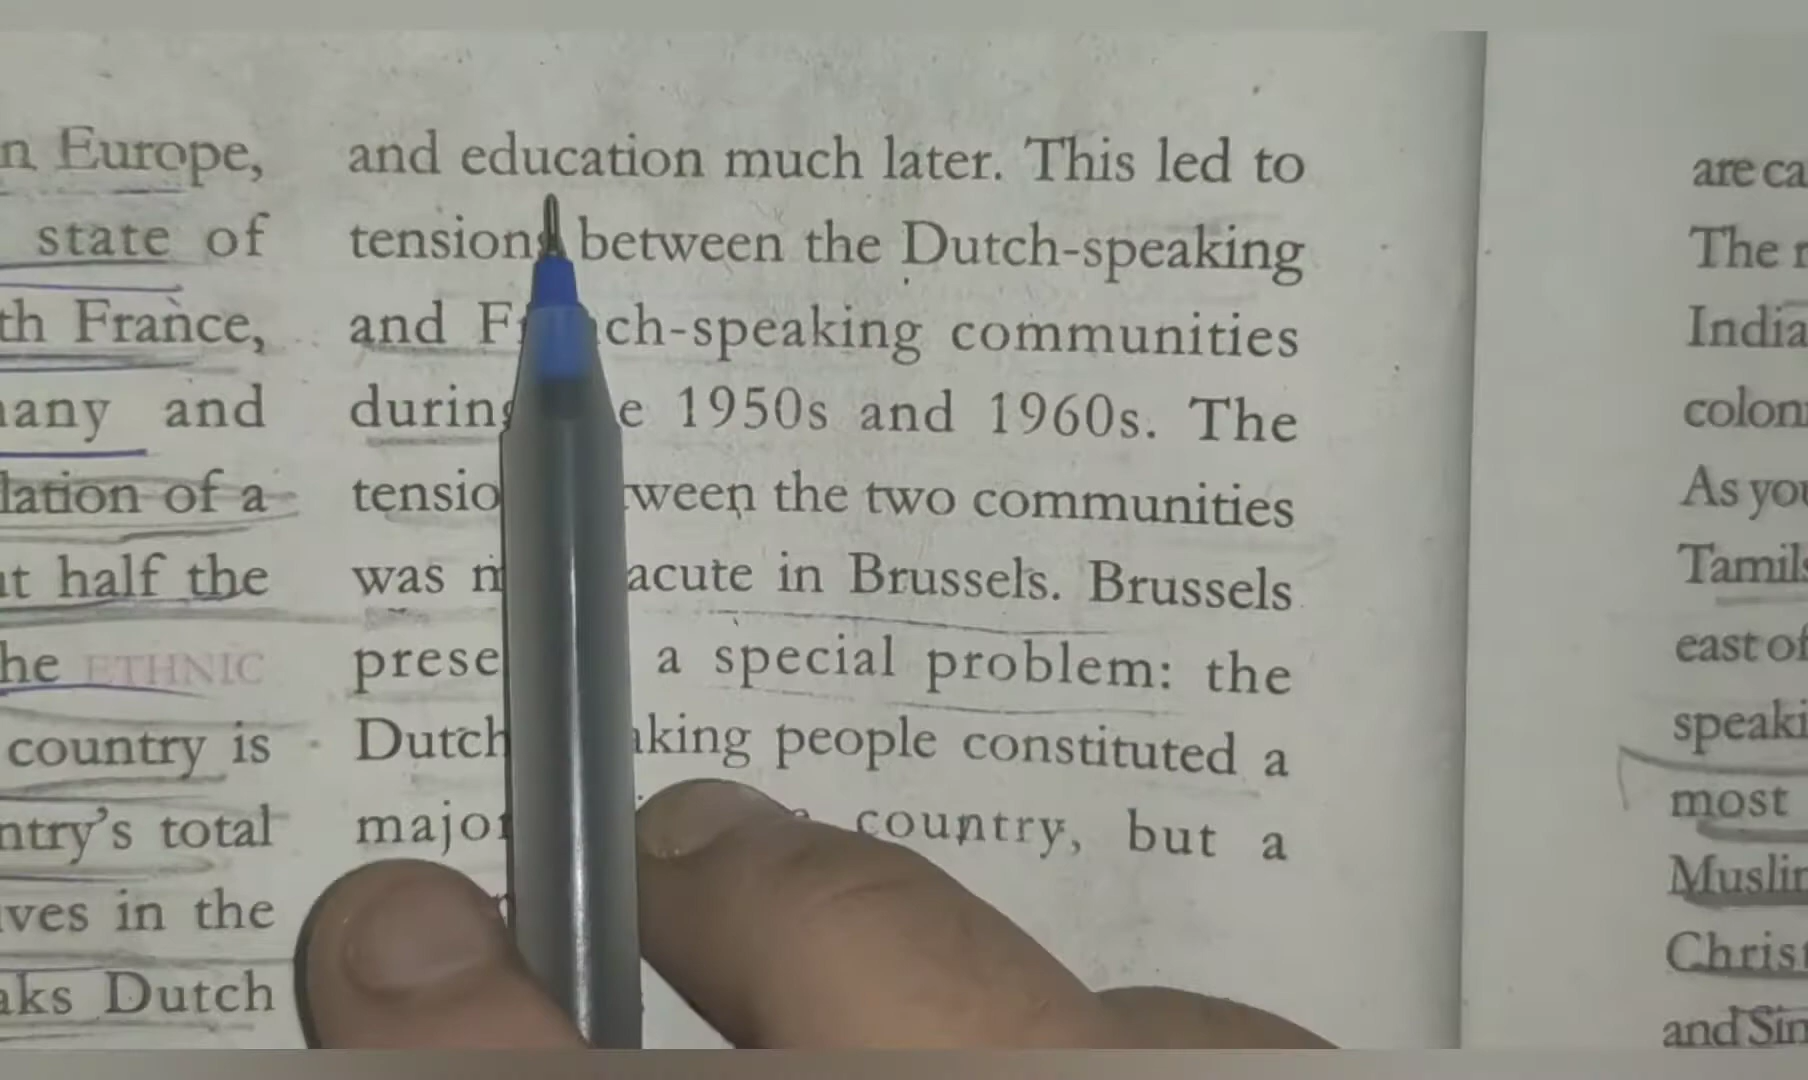 n Europe,
state of
th France,
any and
lation of a
t half the
he ETHNIC
country is
ntry's total
ves in the
aks Dutch
and education much later. This led to
tensions between the Dutch-speaking
and F ch-speaking communities
during e 1950s and 1960s. The
tensio ween the two communities
was m acute in Brussels. Brussels
prese a special problem: the
Dutch king people constituted a
major country, but a
are ca
The r
India
colon
As you
Tamils
east of
speaki
most
Muslim
Christ
and Sin